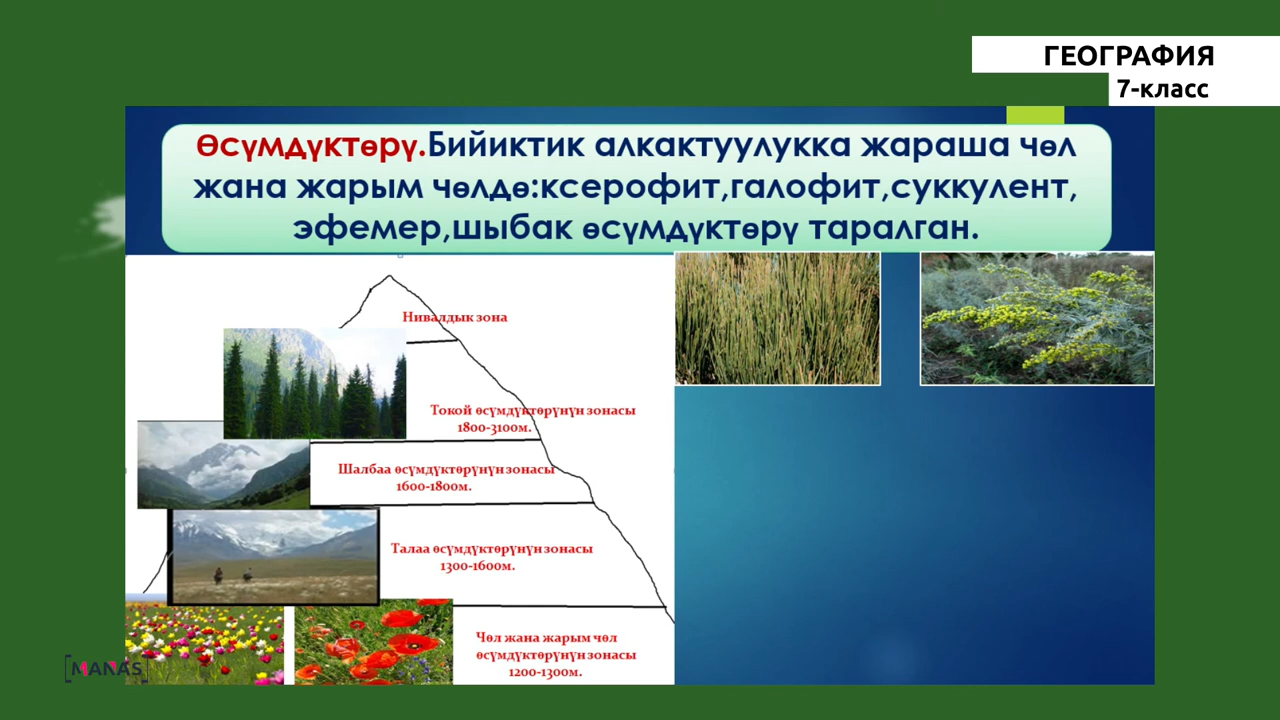 ГЕОГРАФИЯ
7-класс
Өсүмдүктөрү.Бийиктик алкактуулукка жараша чөл
жана жарым чөлдө:ксерофит,галофит,суккулент,
эфемер,шыбак өсүмдүктөрү таралган.
Нивалдык зона
Токой өсүмдүктөрүнүн зонасы
1800-3100м.
Шалбаа өсүмдүктөрүнүн зонасы
1600-1800м.
Талаа өсүмдүктөрүнүн зонасы
1300-1600м.
Чөл жана жарым чөл
өсүмдүктөрүнүн зонасы
1200-1300м.
MANAS